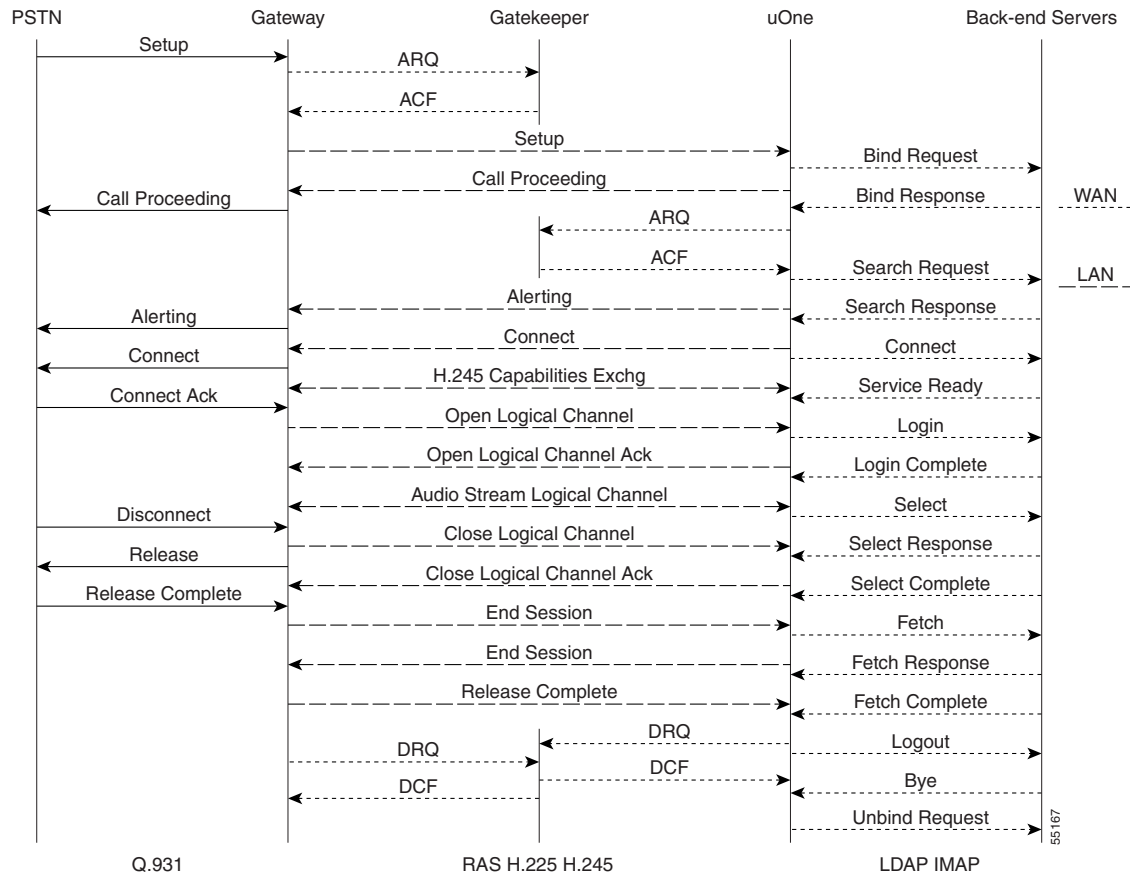 PSTN Gateway Gatekeeper uOne Back-end Servers
Setup
ARQ
ACF
Setup
Bind Request
Call Proceeding
Call Proceeding
Bind Response
WAN
ARQ
ACF
Search Request
LAN
Alerting
Search Response
Alerting
Connect
Connect
Connect
H.245 Capabilities Exchg
Service Ready
Connect Ack
Open Logical Channel
Login
Open Logical Channel Ack
Login Complete
Audio Stream Logical Channel
Select
Disconnect
Close Logical Channel
Select Response
Release
Close Logical Channel Ack
Select Complete
Release Complete
End Session
Fetch
End Session
Fetch Response
Release Complete
Fetch Complete
DRQ
Logout
DRQ
DCF
Bye
DCF
Unbind Request
55167
Q.931 RAS H.225 H.245 LDAP IMAP